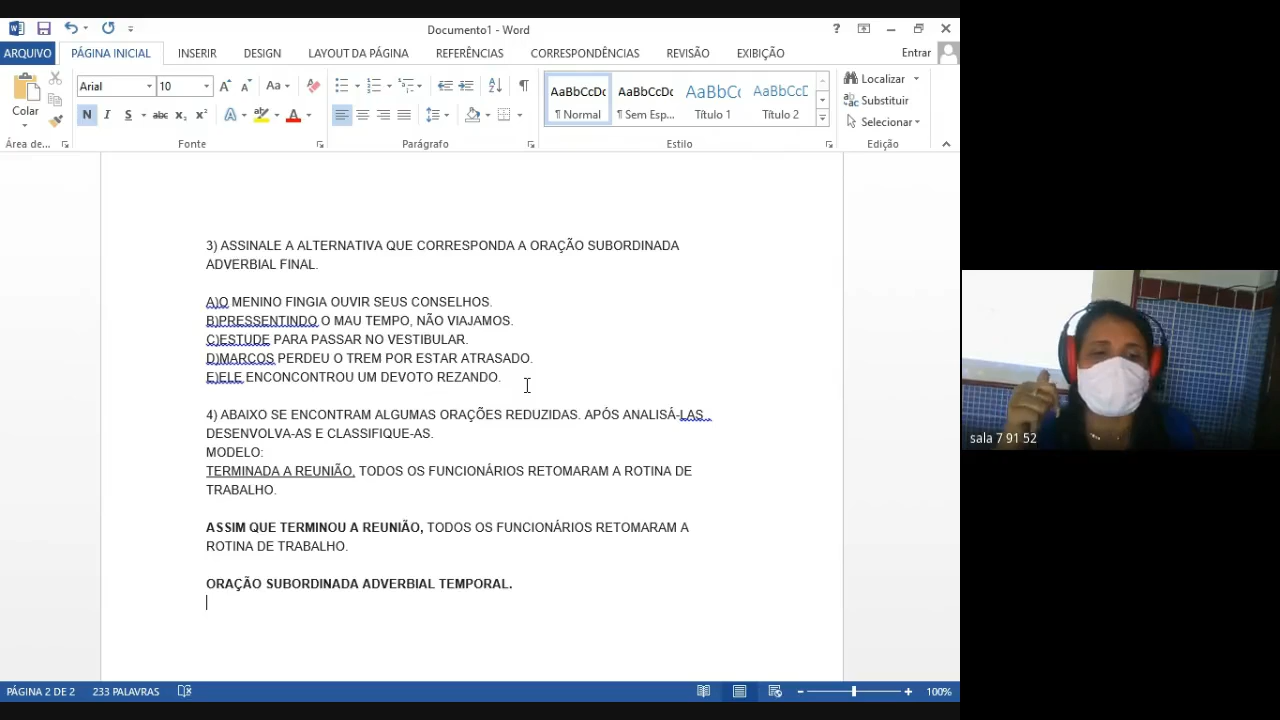 Documento1 - Word
?
ARQUIVO PÁGINA INICIAL INSERIR DESIGN LAYOUT DA PÁGINA REFERÊNCIAS CORRESPONDÊNCIAS REVISÃO EXIBIÇÃO Entrar
Colar
Área de...
Arial 10
Aa
N I S abc x₂ x² A A
Fonte
Parágrafo
AaBbCcDc AaBbCcDc AaBbC AaBbCcD
¶ Normal ¶ Sem Esp... Título 1 Título 2
Estilo
Localizar
Substituir
Selecionar
Edição
3) ASSINALE A ALTERNATIVA QUE CORRESPONDA A ORAÇÃO SUBORDINADA
ADVERBIAL FINAL.
A)O MENINO FINGIA OUVIR SEUS CONSELHOS.
B)PRESSENTINDO O MAU TEMPO, NÃO VIAJAMOS.
C)ESTUDE PARA PASSAR NO VESTIBULAR.
D)MARCOS PERDEU O TREM POR ESTAR ATRASADO.
E)ELE ENCONCONTROU UM DEVOTO REZANDO.
4) ABAIXO SE ENCONTRAM ALGUMAS ORAÇÕES REDUZIDAS. APÓS ANALISÁ-LAS ,
DESENVOLVA-AS E CLASSIFIQUE-AS.
MODELO:
TERMINADA A REUNIÃO, TODOS OS FUNCIONÁRIOS RETOMARAM A ROTINA DE
TRABALHO.
ASSIM QUE TERMINOU A REUNIÃO, TODOS OS FUNCIONÁRIOS RETOMARAM A
ROTINA DE TRABALHO.
ORAÇÃO SUBORDINADA ADVERBIAL TEMPORAL.
sala 7 91 52
PÁGINA 2 DE 2 233 PALAVRAS 100%